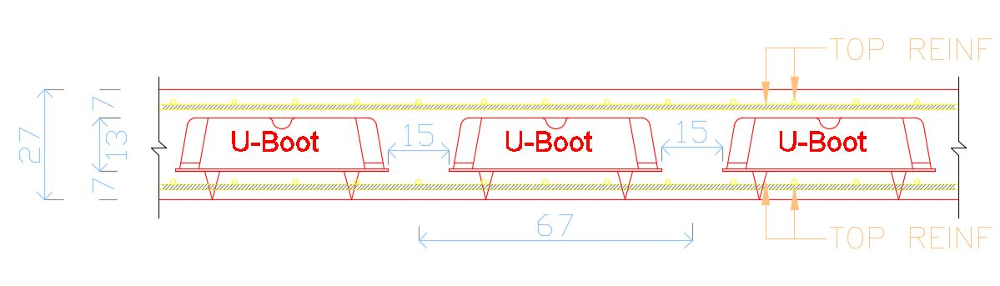 TOP REINF
7
27
13
7
U-Boot
15
U-Boot
15
U-Boot
67
TOP REINF